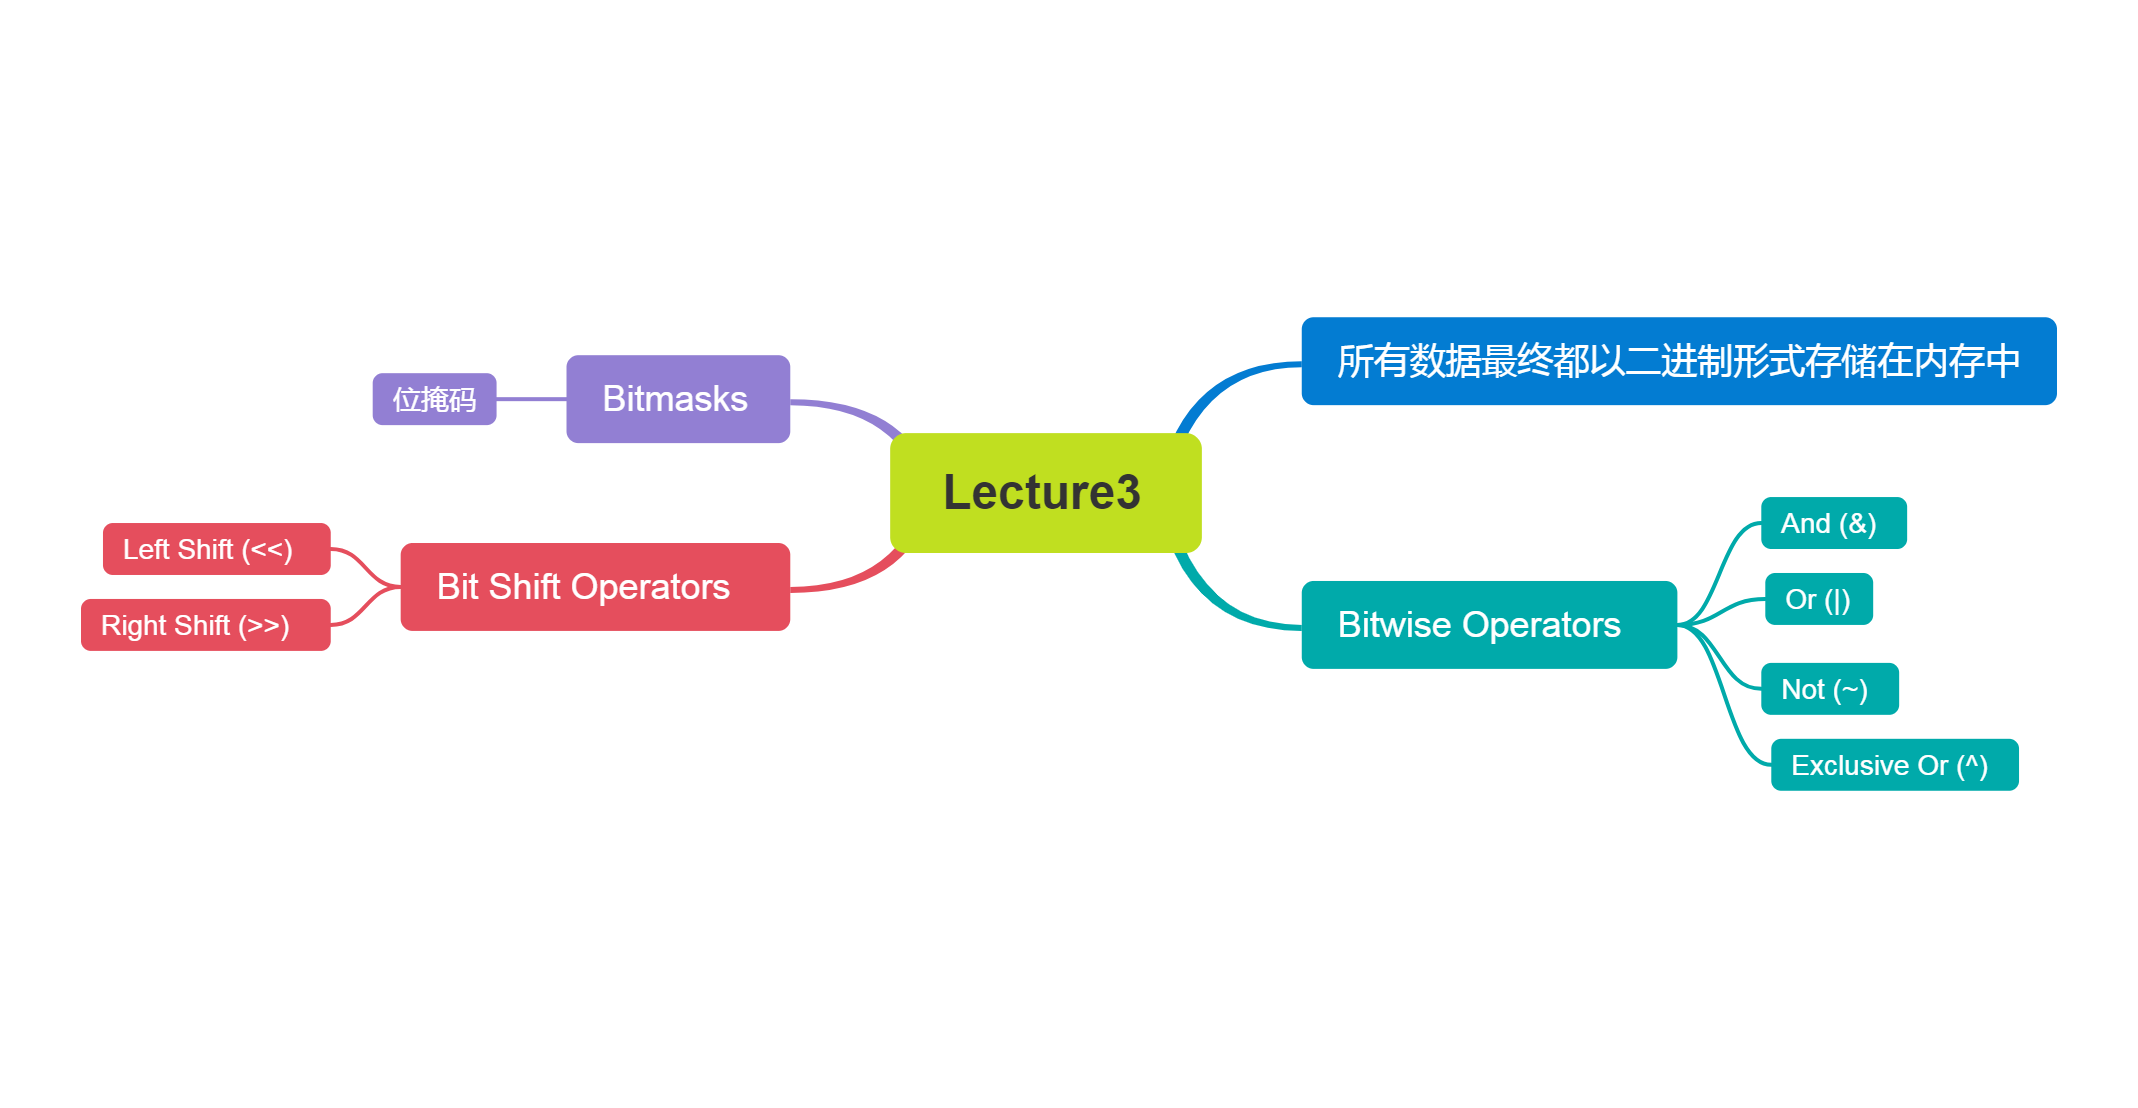 Lecture3
所有数据最终都以二进制形式存储在内存中
Bitwise Operators
And (&)
Or (|)
Not (~)
Exclusive Or (^)
Bitmasks
位掩码
Bit Shift Operators
Left Shift (<<)
Right Shift (>>)